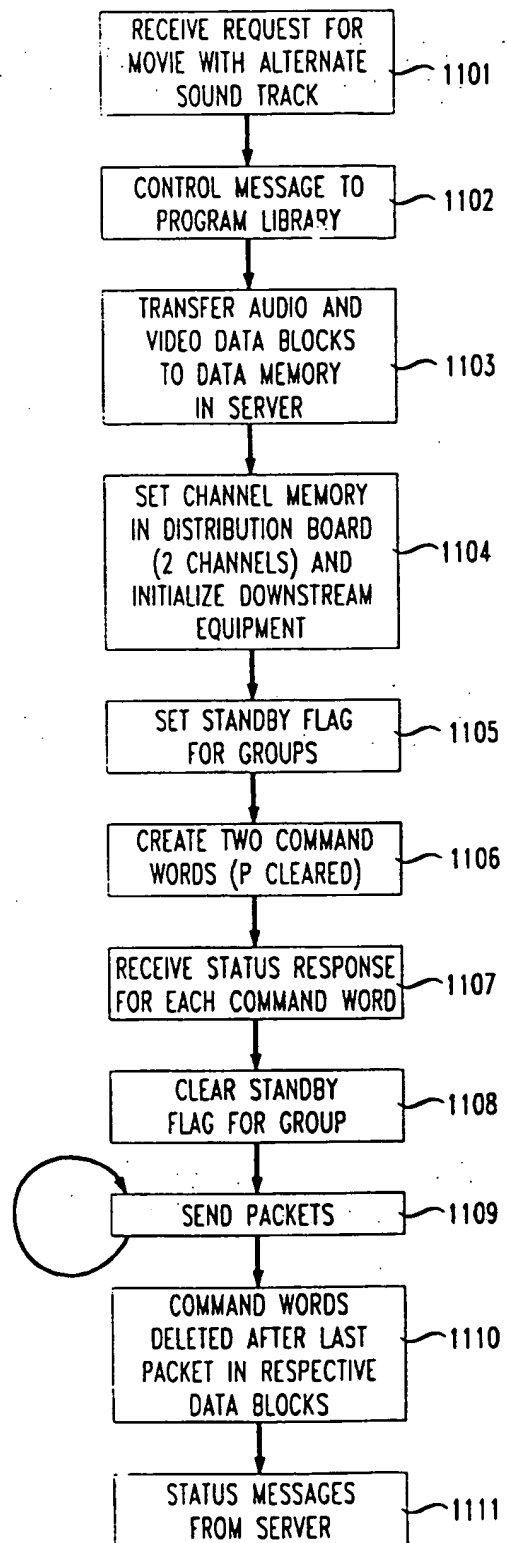 RECEIVE REQUEST FOR
MOVIE WITH ALTERNATE
SOUND TRACK
1101
CONTROL MESSAGE TO
PROGRAM LIBRARY
1102
TRANSFER AUDIO AND
VIDEO DATA BLOCKS
TO DATA MEMORY
IN SERVER
1103
SET CHANNEL MEMORY
IN DISTRIBUTION BOARD
(2 CHANNELS) AND
INITIALIZE DOWNSTREAM
EQUIPMENT
1104
SET STANDBY FLAG
FOR GROUPS
1105
CREATE TWO COMMAND
WORDS (P CLEARED)
1106
RECEIVE STATUS RESPONSE
FOR EACH COMMAND WORD
1107
CLEAR STANDBY
FLAG FOR GROUP
1108
SEND PACKETS
1109
COMMAND WORDS
DELETED AFTER LAST
PACKET IN RESPECTIVE
DATA BLOCKS
1110
STATUS MESSAGES
FROM SERVER
1111